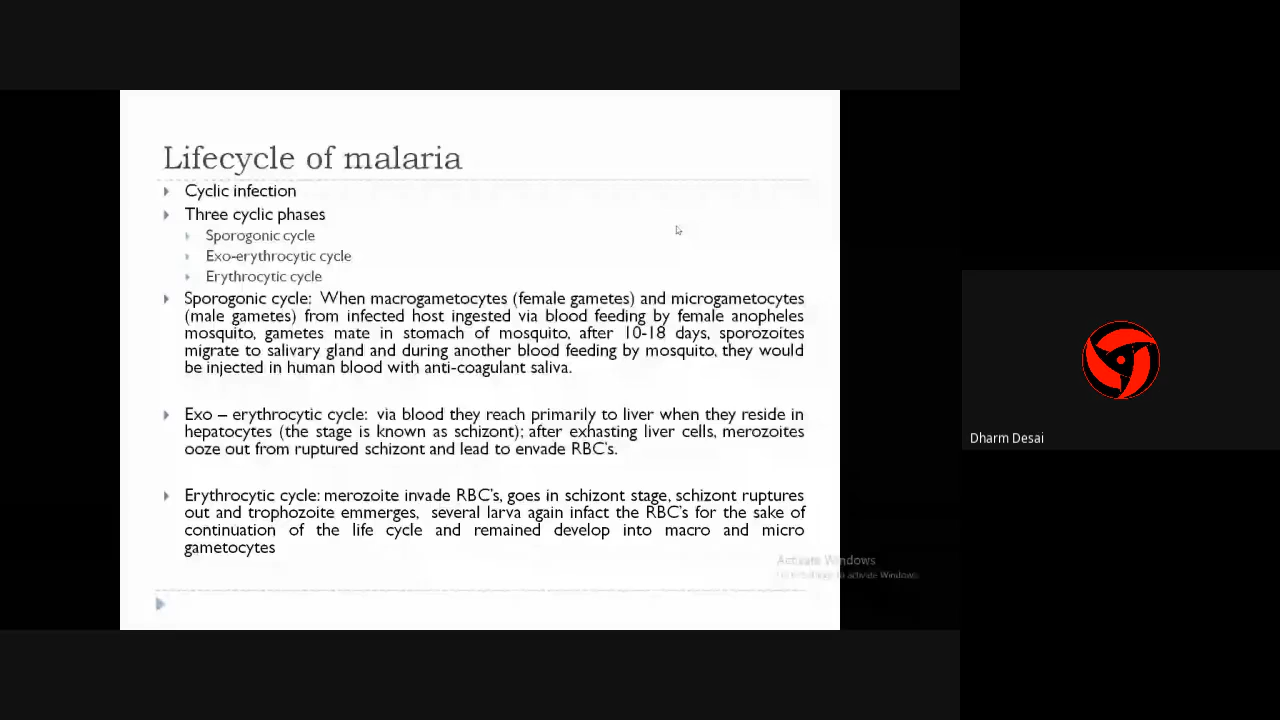 Lifecycle of malaria
Cyclic infection
Three cyclic phases
Sporogonic cycle
Exo-erythrocytic cycle
Erythrocytic cycle
Sporogonic cycle: When macrogametocytes (female gametes) and microgametocytes
(male gametes) from infected host ingested via blood feeding by female anopheles
mosquito, gametes mate in stomach of mosquito, after 10-18 days, sporozoites
migrate to salivary gland and during another blood feeding by mosquito, they would
be injected in human blood with anti-coagulant saliva.
Exo – erythrocytic cycle: via blood they reach primarily to liver when they reside in
hepatocytes (the stage is known as schizont); after exhasting liver cells, merozoites
ooze out from ruptured schizont and lead to envade RBC's.
Erythrocytic cycle: merozoite invade RBC's, goes in schizont stage, schizont ruptures
out and trophozoite emmerges, several larva again infact the RBC's for the sake of
continuation of the life cycle and remained develop into macro and micro
gametocytes
Activate Windows
to activate Windows.
Dharm Desai